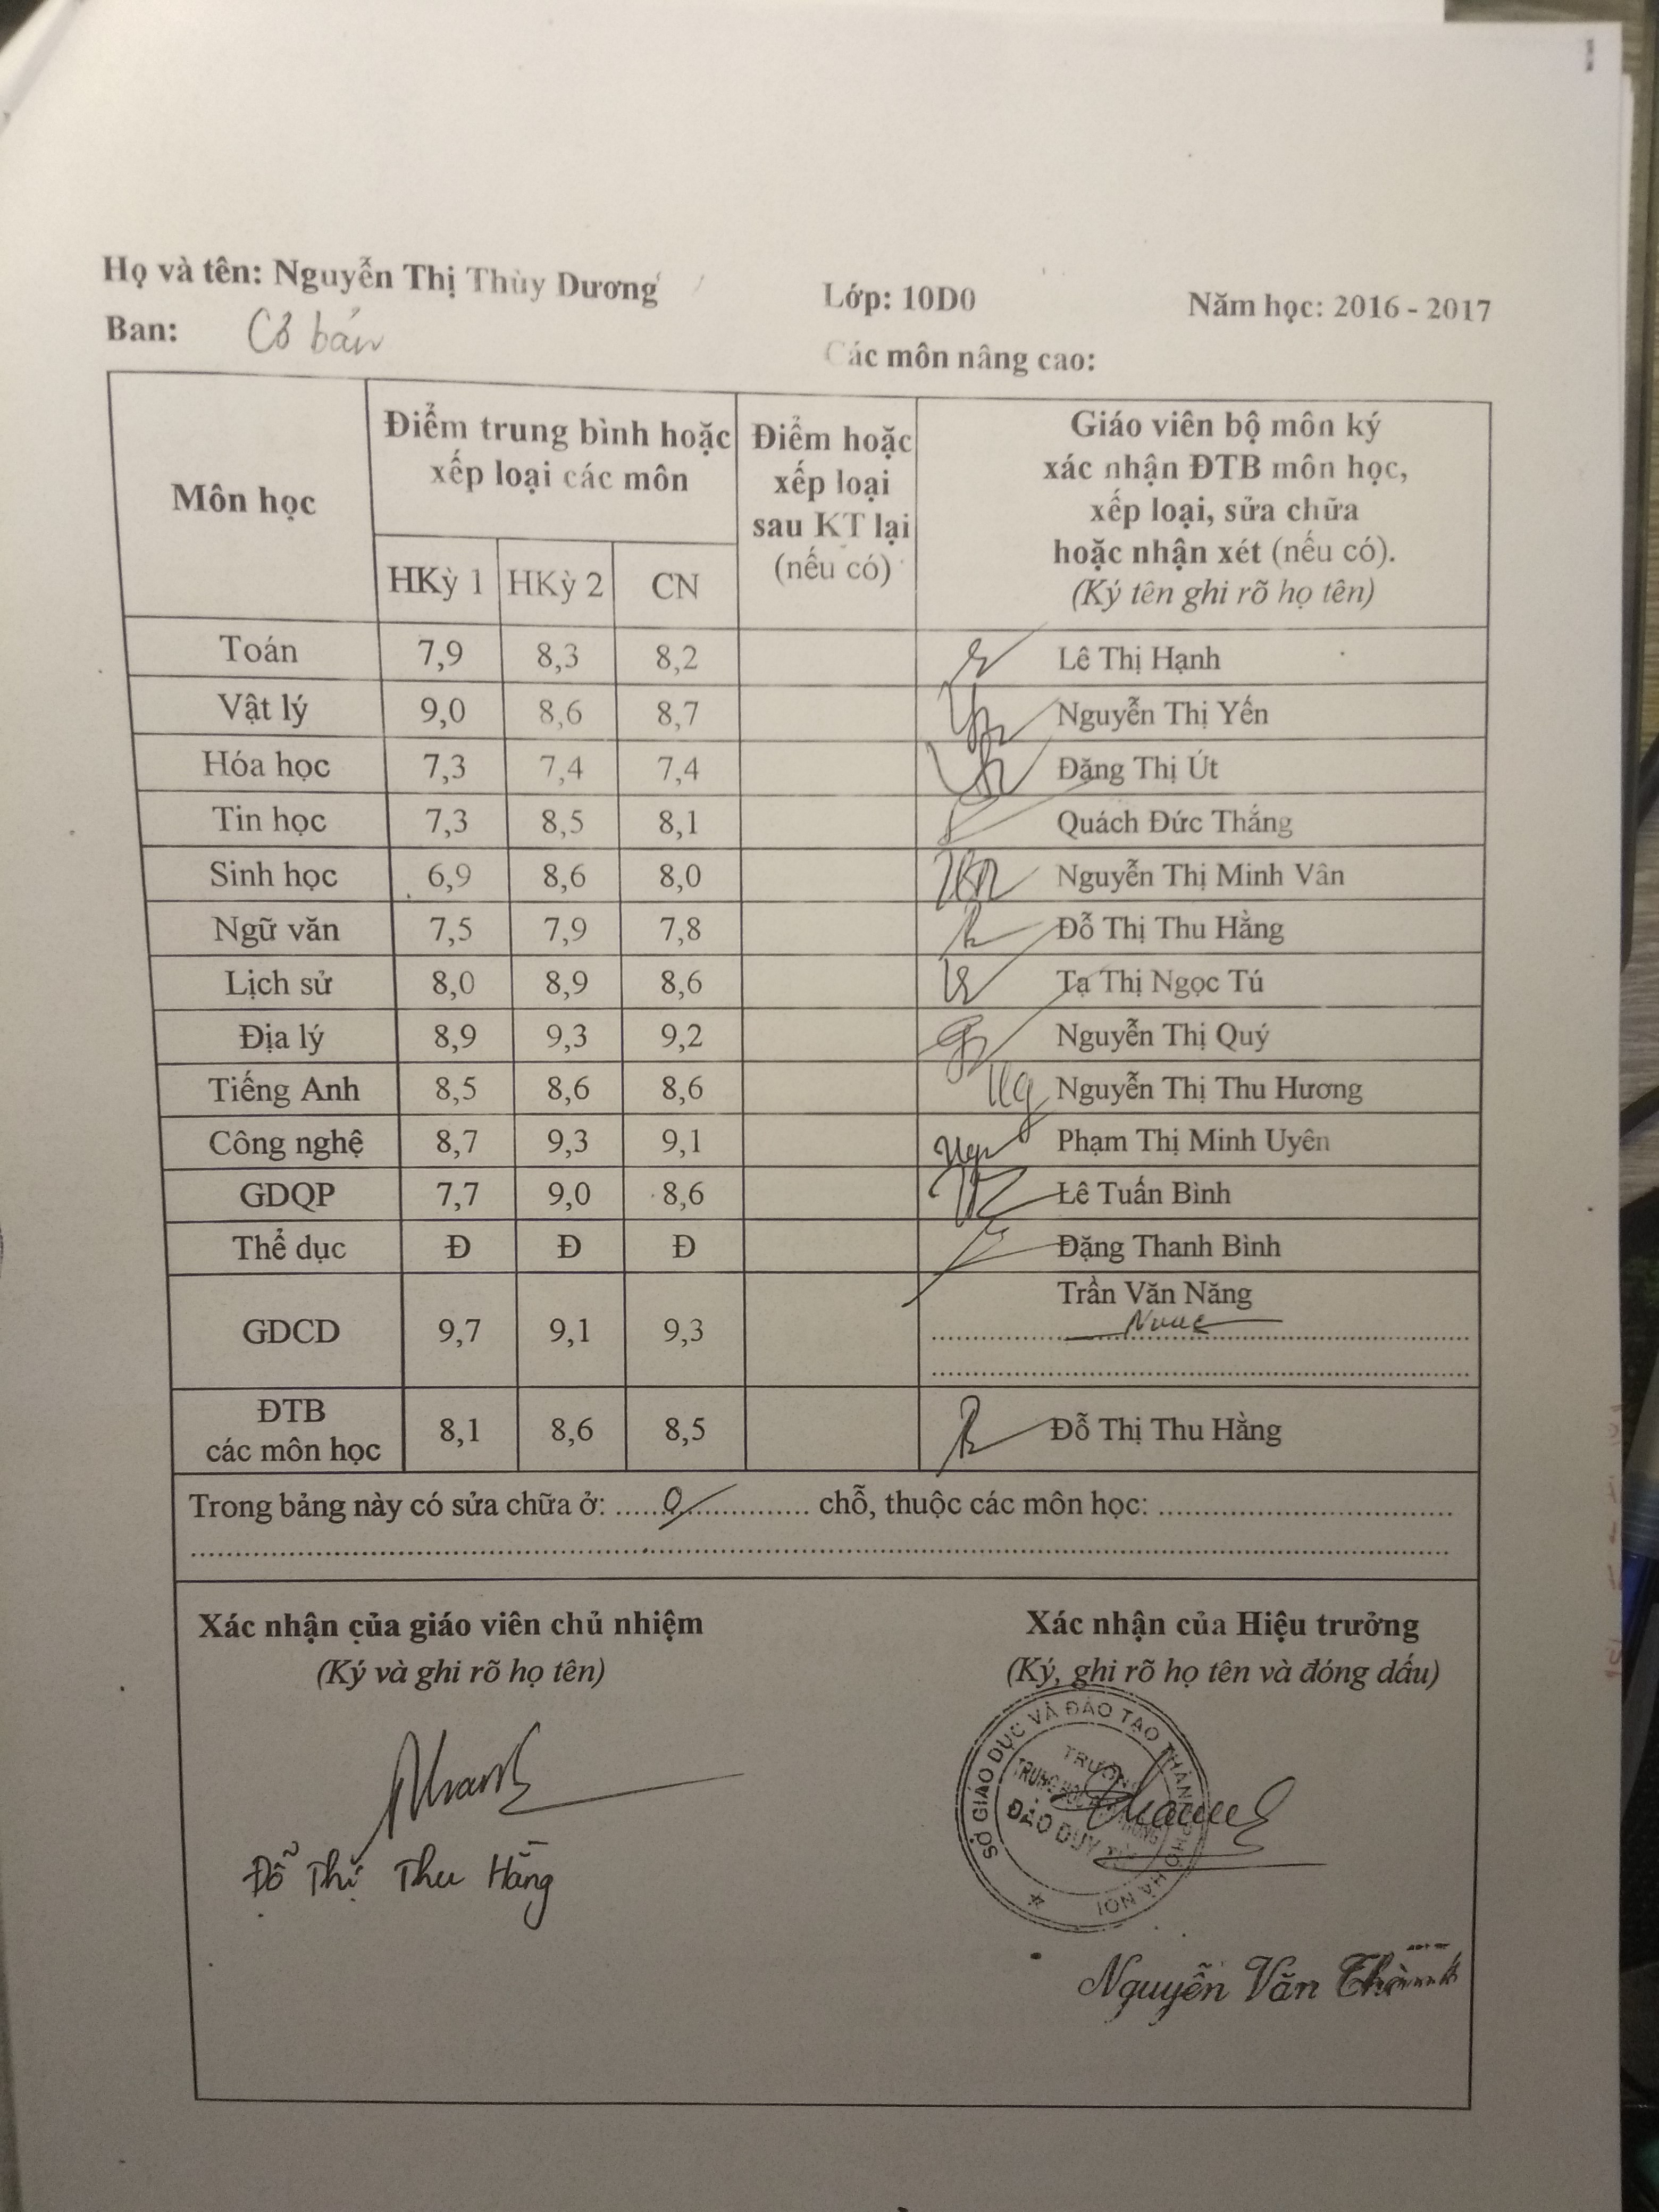 Họ và tên: Nguyễn Thị Thùy Dương Lớp: 10D0 Năm học: 2016 - 2017
Ban: Cơ bản Các môn nâng cao:
Môn học
Điểm trung bình hoặc
xếp loại các môn
HKỳ 1 HKỳ 2 CN
Điểm hoặc
xếp loại
sau KT lại
(nếu có)
Giáo viên bộ môn ký
xác nhận ĐTB môn học,
xếp loại, sửa chữa
hoặc nhận xét (nếu có).
(Ký tên ghi rõ họ tên)
Toán 7,9 8,3 8,2 Lê Thị Hạnh
Vật lý 9,0 8,6 8,7 Nguyễn Thị Yến
Hóa học 7,3 7,4 7,4 Đặng Thị Út
Tin học 7,3 8,5 8,1 Quách Đức Thắng
Sinh học 6,9 8,6 8,0 Nguyễn Thị Minh Vân
Ngữ văn 7,5 7,9 7,8 Đỗ Thị Thu Hằng
Lịch sử 8,0 8,9 8,6 Tạ Thị Ngọc Tú
Địa lý 8,9 9,3 9,2 Nguyễn Thị Quý
Tiếng Anh 8,5 8,6 8,6 Nguyễn Thị Thu Hương
Công nghệ 8,7 9,3 9,1 Phạm Thị Minh Uyên
GDQP 7,7 9,0 8,6 Lê Tuấn Bình
Thể dục Đ Đ Đ Đặng Thanh Bình
GDCD 9,7 9,1 9,3 Trần Văn Năng
ĐTB
các môn học 8,1 8,6 8,5 Đỗ Thị Thu Hằng
Trong bảng này có sửa chữa ở: ......0............... chỗ, thuộc các môn học: ....................................
Xác nhận của giáo viên chủ nhiệm
(Ký và ghi rõ họ tên)
Đỗ Thị Thu Hằng
Xác nhận của Hiệu trưởng
(Ký, ghi rõ họ tên và đóng dấu)
SỞ GIÁO DỤC VÀ ĐÀO TẠO THÀNH PHỐ HÀ NỘI
TRƯỜNG
TRUNG HỌC PHỔ THÔNG
ĐÀO DUY TỪ
Nguyễn Văn